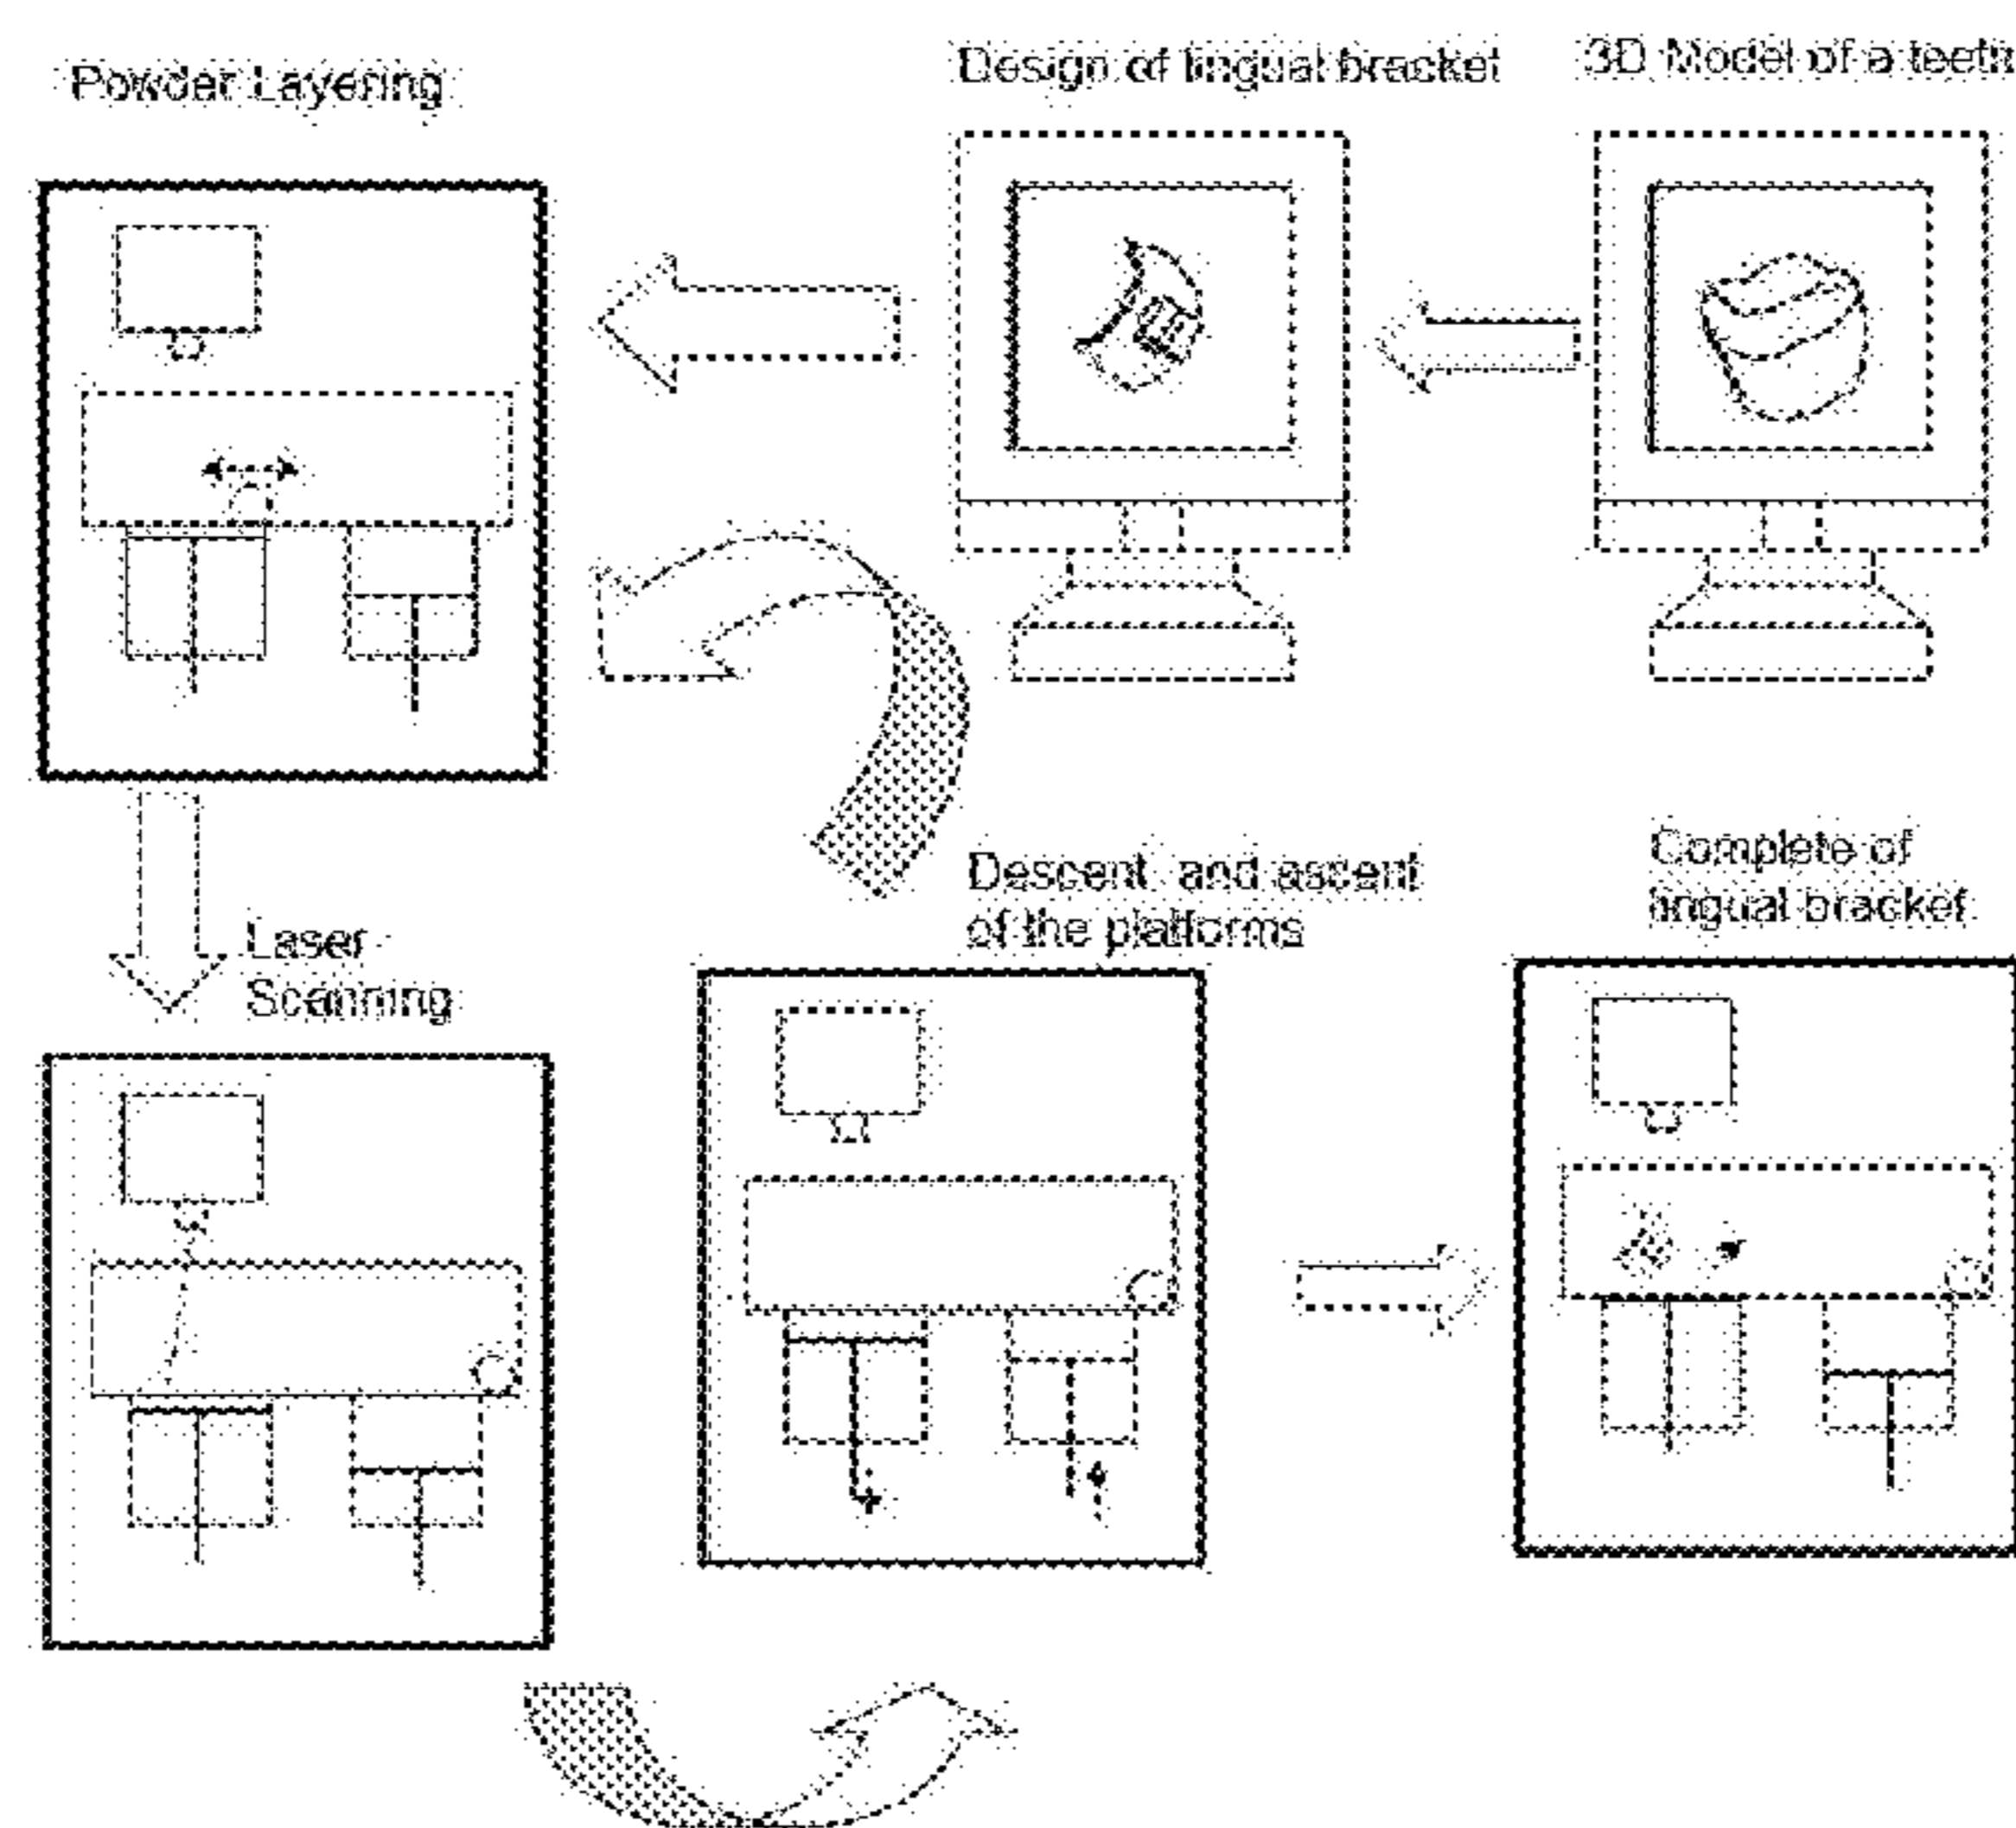 Powder Layering
Design of lingual bracket
3D Model of a teeth
Laser
Scanning
Descent and ascent
of the platforms
Complete of
lingual bracket